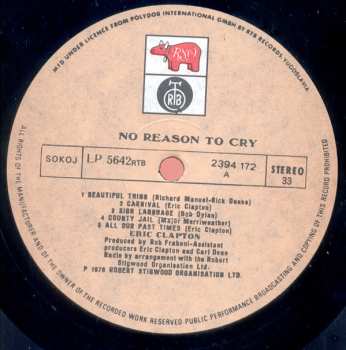 MFD UNDER LICENCE FROM POLYDOR INTERNATIONAL GMBH BY RTB RECORDS, YUGOSLAVIA
RSO
RTB
NO REASON TO CRY
SOKOJ
LP 5642RTB
2394 172
A
STEREO
33
1 BEAUTIFUL THING (Richard Manuel-Rick Danko)
2 CARNIVAL (Eric Clapton)
3 SIGN LANGUAGE (Bob Dylan)
4 COUNTY JAIL (Major Merriweather)
5 ALL OUR PAST TIMES (Eric Clapton)
ERIC CLAPTON
Produced by Rob Fraboni-Assistant
producers Eric Clapton and Carl Dean
Radle by arrangement with the Robert
Stigwood Organisation Ltd.
℗ 1976 ROBERT STIGWOOD ORGANISATION LTD.
ALL RIGHTS OF THE MANUFACTURER AND OF THE OWNER OF THE RECORDED WORK RESERVED PUBLIC PERFORMANCE BROADCASTING AND COPYING OF THIS RECORD PROHIBITED